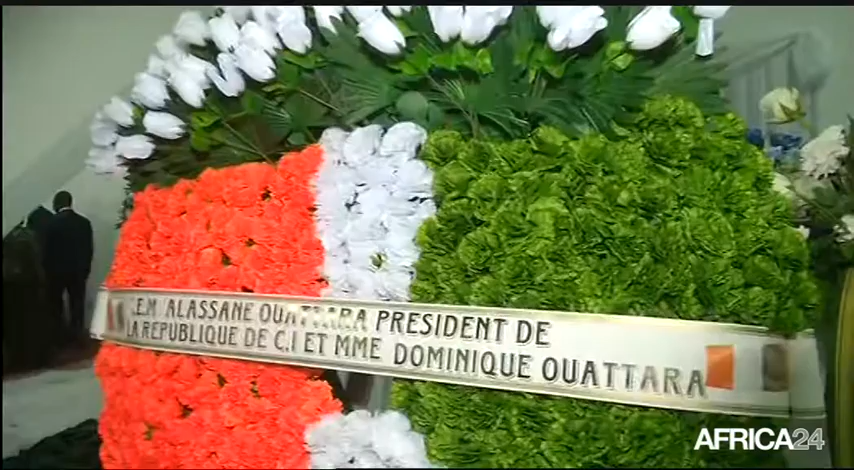 S.E.M ALASSANE OUATTARA PRESIDENT DE
LA REPUBLIQUE DE C.I ET MME DOMINIQUE OUATTARA
AFRICA24